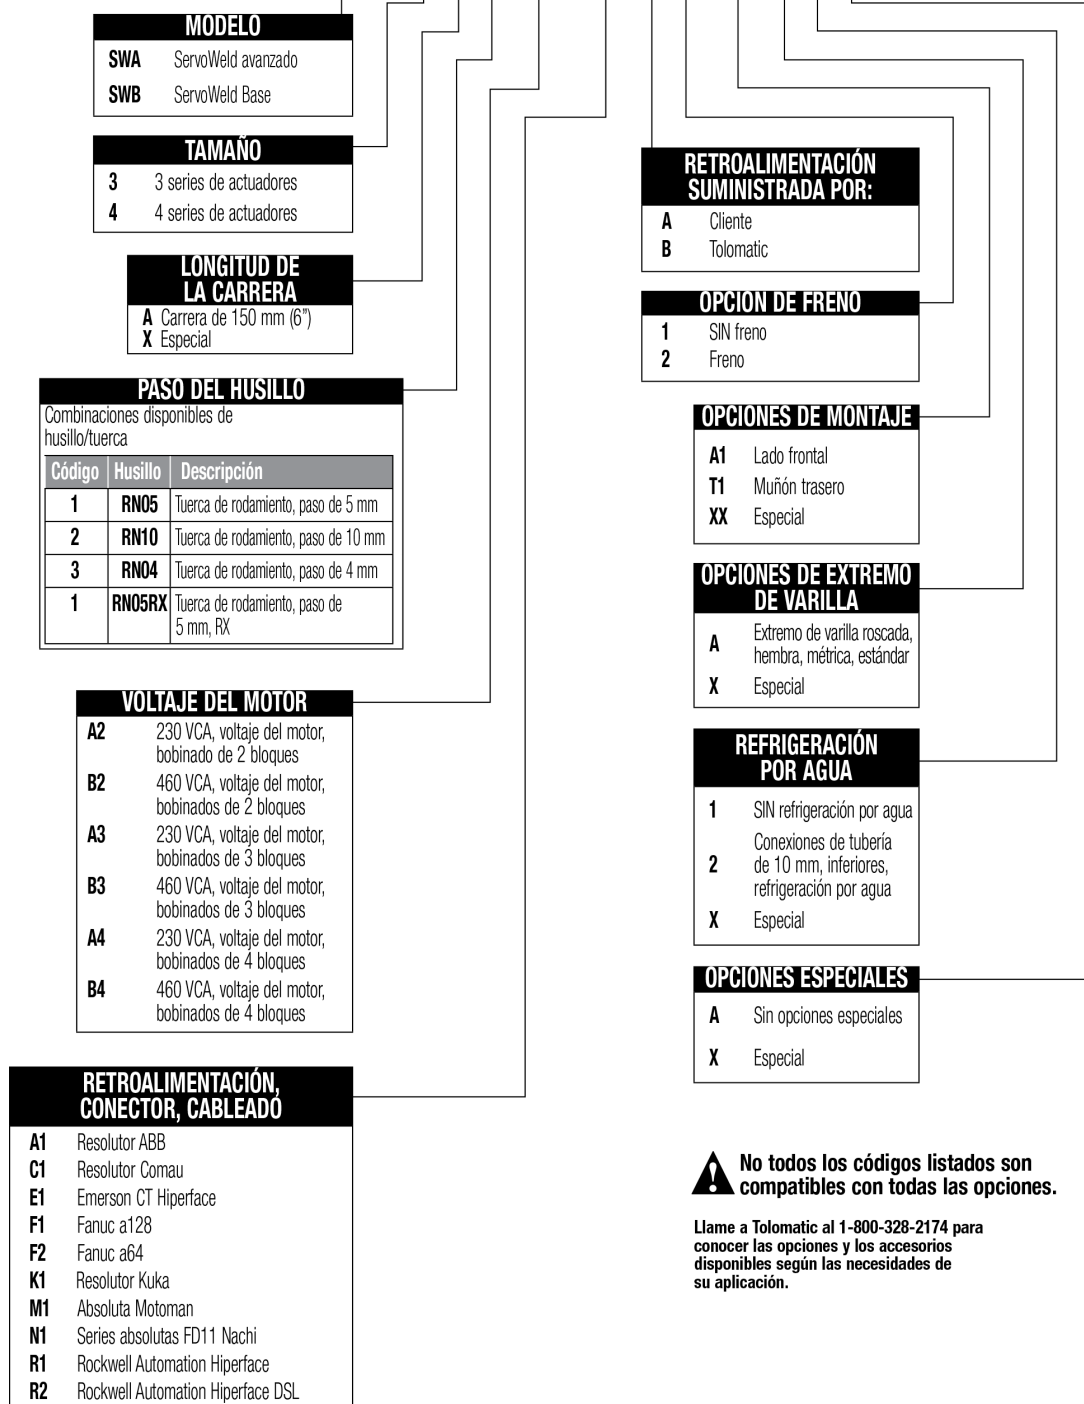 MODELO
SWA ServoWeld avanzado
SWB ServoWeld Base
TAMAÑO
3 3 series de actuadores
4 4 series de actuadores
LONGITUD DE
LA CARRERA
A Carrera de 150 mm (6”)
X Especial
PASO DEL HUSILLO
Combinaciones disponibles de
husillo/tuerca
Código Husillo Descripción
1 RN05 Tuerca de rodamiento, paso de 5 mm
2 RN10 Tuerca de rodamiento, paso de 10 mm
3 RN04 Tuerca de rodamiento, paso de 4 mm
1 RN05RX Tuerca de rodamiento, paso de
5 mm, RX
VOLTAJE DEL MOTOR
A2 230 VCA, voltaje del motor,
bobinado de 2 bloques
B2 460 VCA, voltaje del motor,
bobinados de 2 bloques
A3 230 VCA, voltaje del motor,
bobinados de 3 bloques
B3 460 VCA, voltaje del motor,
bobinados de 3 bloques
A4 230 VCA, voltaje del motor,
bobinados de 4 bloques
B4 460 VCA, voltaje del motor,
bobinados de 4 bloques
RETROALIMENTACIÓN,
CONECTOR, CABLEADO
A1 Resolutor ABB
C1 Resolutor Comau
E1 Emerson CT Hiperface
F1 Fanuc a128
F2 Fanuc a64
K1 Resolutor Kuka
M1 Absoluta Motoman
N1 Series absolutas FD11 Nachi
R1 Rockwell Automation Hiperface
R2 Rockwell Automation Hiperface DSL
RETROALIMENTACIÓN
SUMINISTRADA POR:
A Cliente
B Tolomatic
OPCIÓN DE FRENO
1 SIN freno
2 Freno
OPCIONES DE MONTAJE
A1 Lado frontal
T1 Muñón trasero
XX Especial
OPCIONES DE EXTREMO
DE VARILLA
A Extremo de varilla roscada,
hembra, métrica, estándar
X Especial
REFRIGERACIÓN
POR AGUA
1 SIN refrigeración por agua
2 Conexiones de tubería
de 10 mm, inferiores,
refrigeración por agua
X Especial
OPCIONES ESPECIALES
A Sin opciones especiales
X Especial
No todos los códigos listados son
compatibles con todas las opciones.
Llame a Tolomatic al 1-800-328-2174 para
conocer las opciones y los accesorios
disponibles según las necesidades de
su aplicación.